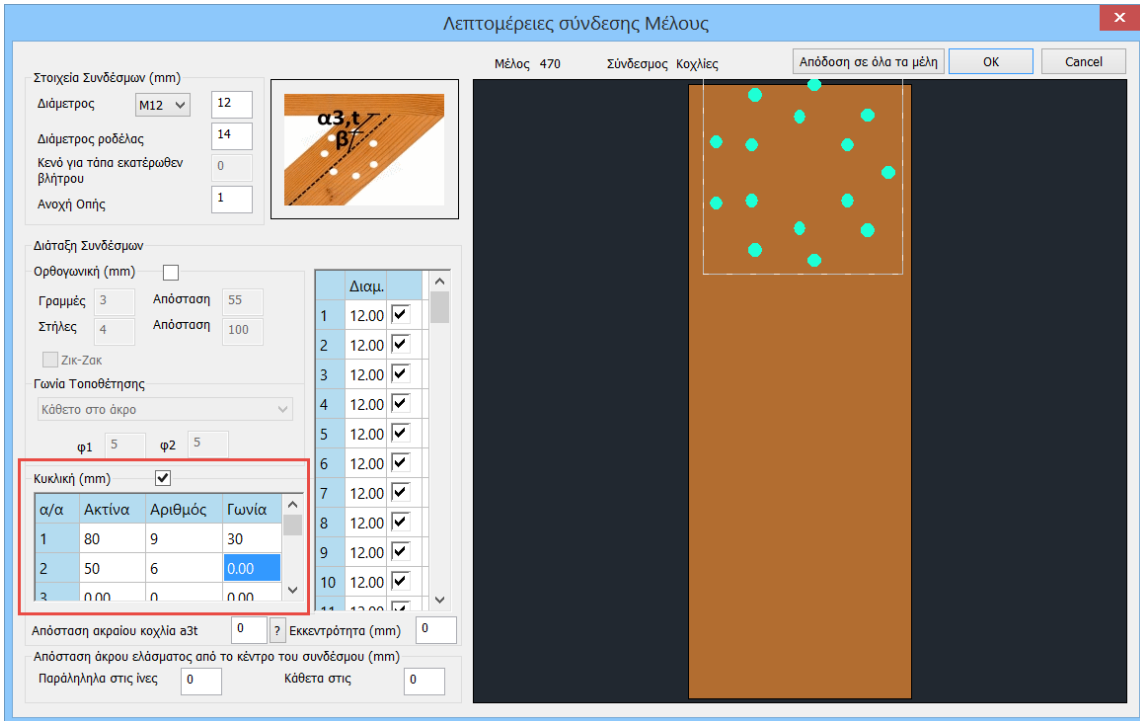 Λεπτομέρειες σύνδεσης Μέλους
Μέλος 470 Σύνδεσμος Κοχλίες Απόδοση σε όλα τα μέλη OK Cancel
Στοιχεία Συνδέσμων (mm)
Διάμετρος M12 12
Διάμετρος ροδέλας 14
Κενό για τάπα εκατέρωθεν
βλήτρου 0
Ανοχή Οπής 1
α3,t
β
Διάταξη Συνδέσμων
Ορθογωνική (mm)
Γραμμές 3 Απόσταση 55
Στήλες 4 Απόσταση 100
Ζικ-Ζακ
Γωνία Τοποθέτησης
Κάθετο στο άκρο
φ1 5 φ2 5
Κυκλική (mm)
α/α Ακτίνα Αριθμός Γωνία
1 80 9 30
2 50 6 0.00
3 0.00 0 0.00
Διαμ.
1 12.00
2 12.00
3 12.00
4 12.00
5 12.00
6 12.00
7 12.00
8 12.00
9 12.00
10 12.00
11 12.00
Απόσταση ακραίου κοχλία a3t 0 ? Εκκεντρότητα (mm) 0
Απόσταση άκρου ελάσματος από το κέντρο του συνδέσμου (mm)
Παράληληλα στις ίνες 0 Κάθετα στις 0